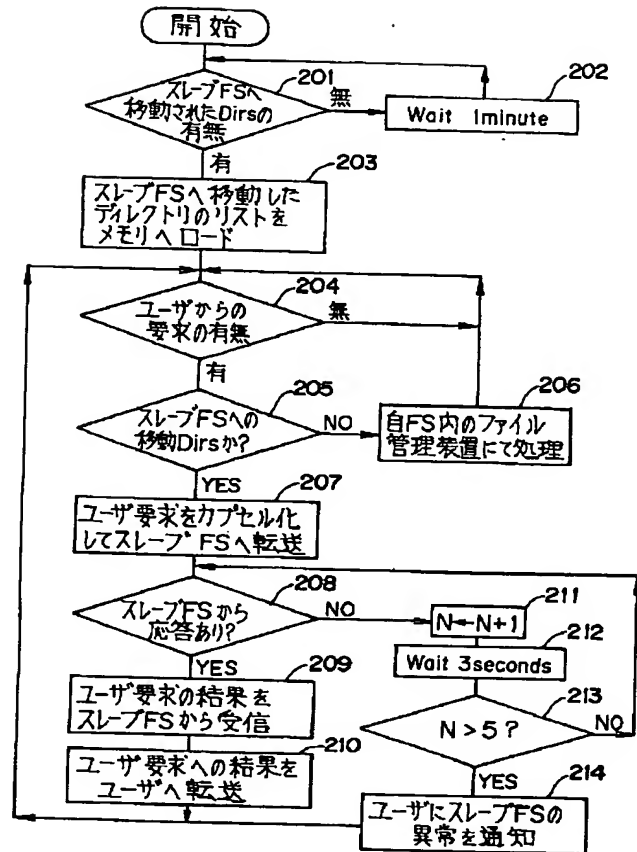 開始
201
スレーブFSへ
移動されたDirsの
有無
無
202
Wait 1minute
有
203
スレブFSへ移動した
ディレクトリのリストを
メモリへロード
204
ユーザからの
要求の有無
無
有
205
スレーブFSへの
移動Dirsか?
NO
206
自FS内のファイル
管理装置にて処理
YES
207
ユーザ要求をカプセル化
してスレーブFSへ転送
208
スレーブFSから
応答あり?
NO
211
N←N+1
212
Wait 3seconds
YES
209
ユーザ要求の結果を
スレーブFSから受信
213
N>5?
NO
210
ユーザ要求への結果を
ユーザへ転送
YES
214
ユーザにスレーブFSの
異常を通知